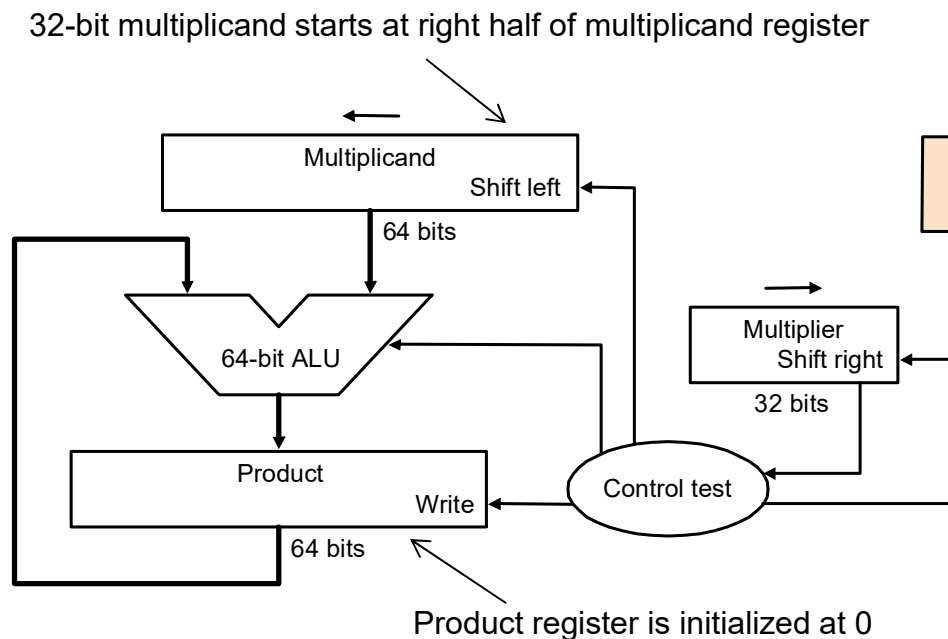 32-bit multiplicand starts at right half of multiplicand register
Multiplicand
Shift left
64 bits
64-bit ALU
Multiplier
Shift right
32 bits
Product
Write
Control test
64 bits
Product register is initialized at 0